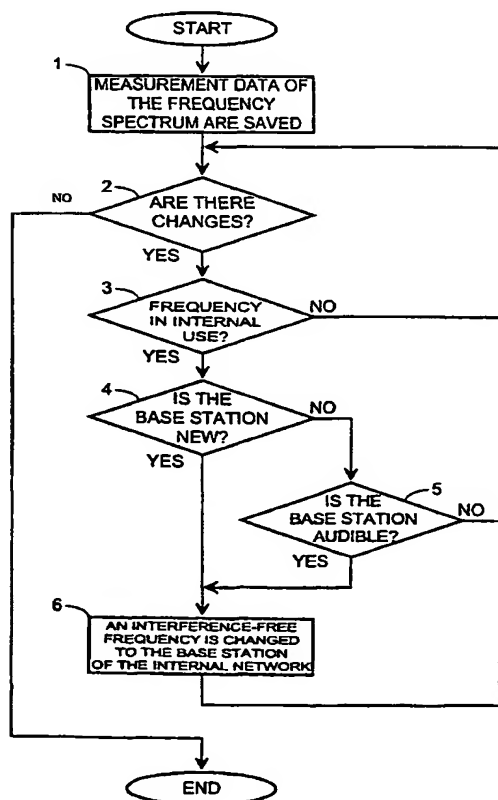 START
1
MEASUREMENT DATA OF
THE FREQUENCY
SPECTRUM ARE SAVED
2
NO
ARE THERE
CHANGES?
YES
3
FREQUENCY
IN INTERNAL
USE?
NO
YES
4
IS THE
BASE STATION
NEW?
NO
YES
5
IS THE
BASE STATION
AUDIBLE?
NO
YES
6
AN INTERFERENCE-FREE
FREQUENCY IS CHANGED
TO THE BASE STATION
OF THE INTERNAL NETWORK
END